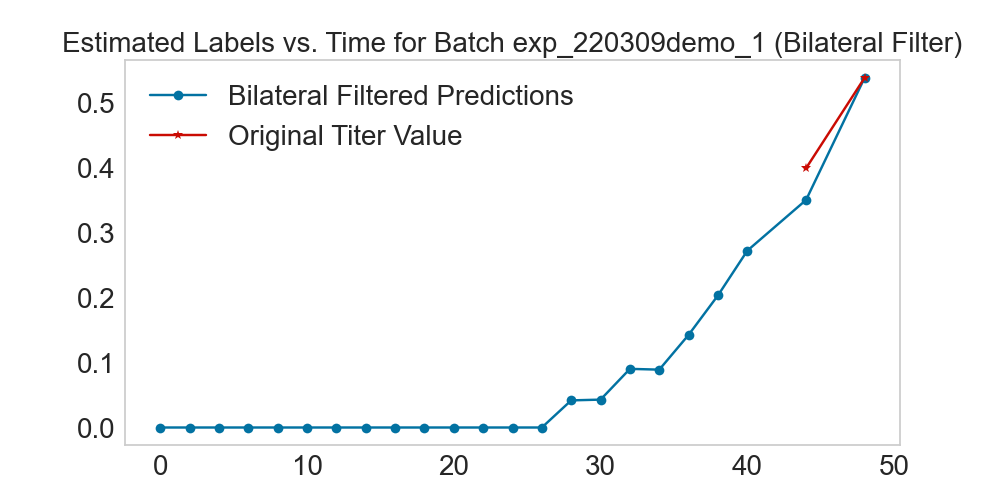 Estimated Labels vs. Time for Batch exp_220309demo_1 (Bilateral Filter)
Bilateral Filtered Predictions
Original Titer Value
0.5
0.4
0.3
0.2
0.1
0.0
0 10 20 30 40 50